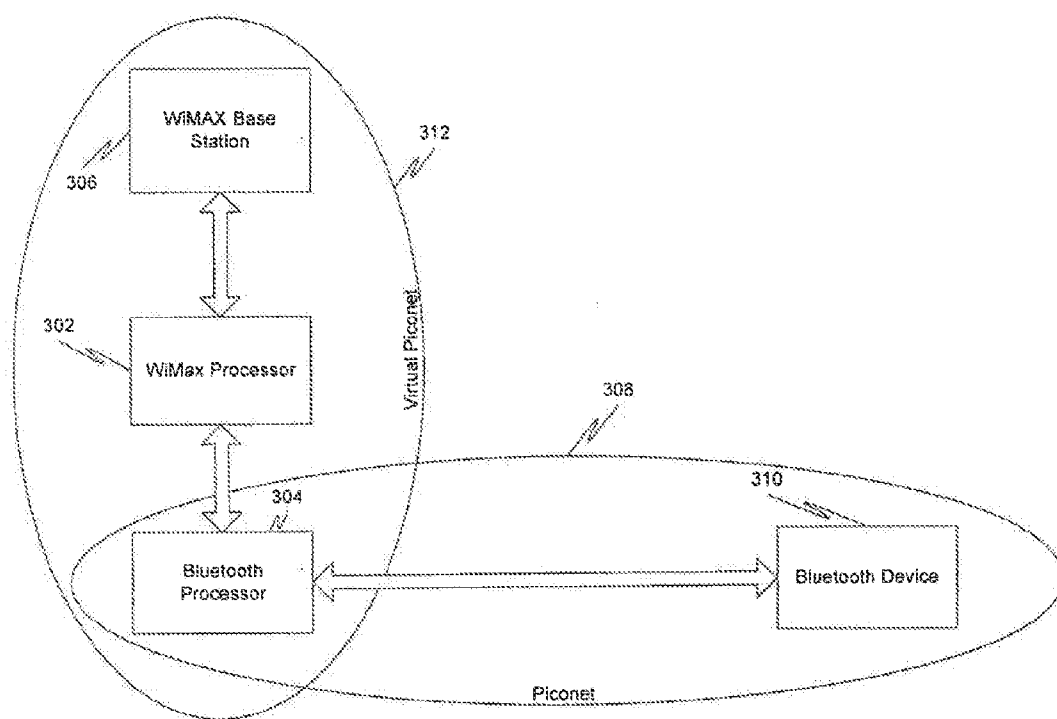 WiMAX Base
Station
306
312
302
WiMax Processor
Virtual Piconet
308
304
310
Bluetooth
Processor
Bluetooth Device
Piconet